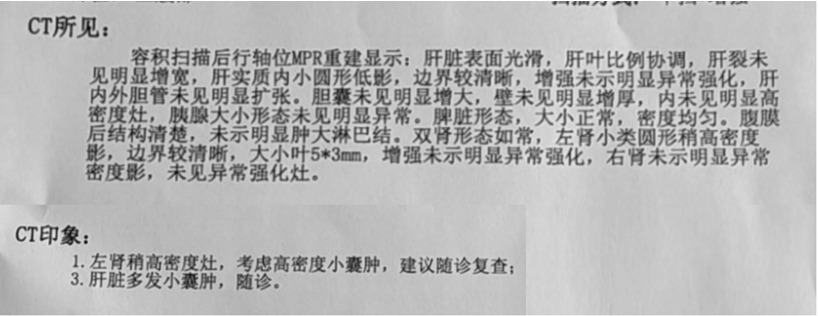 CT所见：
容积扫描后行轴位MPR重建显示：肝脏表面光滑，肝叶比例协调，肝裂未
见明显增宽，肝实质内小圆形低影，边界较清晰，增强未示明显异常强化，肝
内外胆管未见明显扩张。胆囊未见明显增大，壁未见明显增厚，内未见明显高
密度灶，胰腺大小形态未见明显异常。脾脏形态，大小正常，密度均匀。腹膜
后结构清楚，未示明显肿大淋巴结。双肾形态如常，左肾小类圆形稍高密度
影，边界较清晰，大小叶5*3mm，增强未示明显异常强化，右肾未示明显异常
密度影，未见异常强化灶。
CT印象：
1.左肾稍高密度灶，考虑高密度小囊肿，建议随诊复查；
3.肝脏多发小囊肿，随诊。